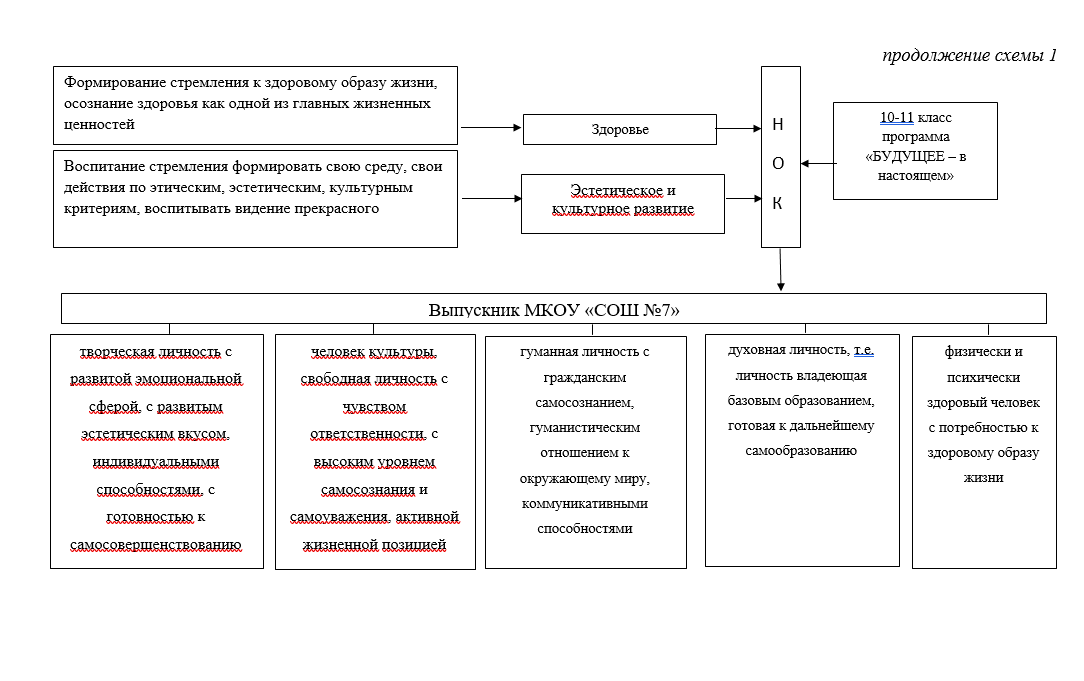 продолжение схемы 1
Формирование стремления к здоровому образу жизни,
осознание здоровья как одной из главных жизненных
ценностей
Здоровье
Воспитание стремления формировать свою среду, свои
действия по этическим, эстетическим, культурным
критериям, воспитывать видение прекрасного
Эстетическое и
культурное развитие
Н
О
К
10-11 класс
программа
«БУДУЩЕЕ – в
настоящем»
Выпускник МКОУ «СОШ №7»
творческая личность с
развитой эмоциональной
сферой, с развитым
эстетическим вкусом,
индивидуальными
способностями, с
готовностью к
самосовершенствованию
человек культуры,
свободная личность с
чувством
ответственности, с
высоким уровнем
самосознания и
самоуважения, активной
жизненной позицией
гуманная личность с
гражданским
самосознанием,
гуманистическим
отношением к
окружающему миру,
коммуникативными
способностями
духовная личность, т.е.
личность владеющая
базовым образованием,
готовая к дальнейшему
самообразованию
физически и
психически
здоровый человек
с потребностью к
здоровому образу
жизни